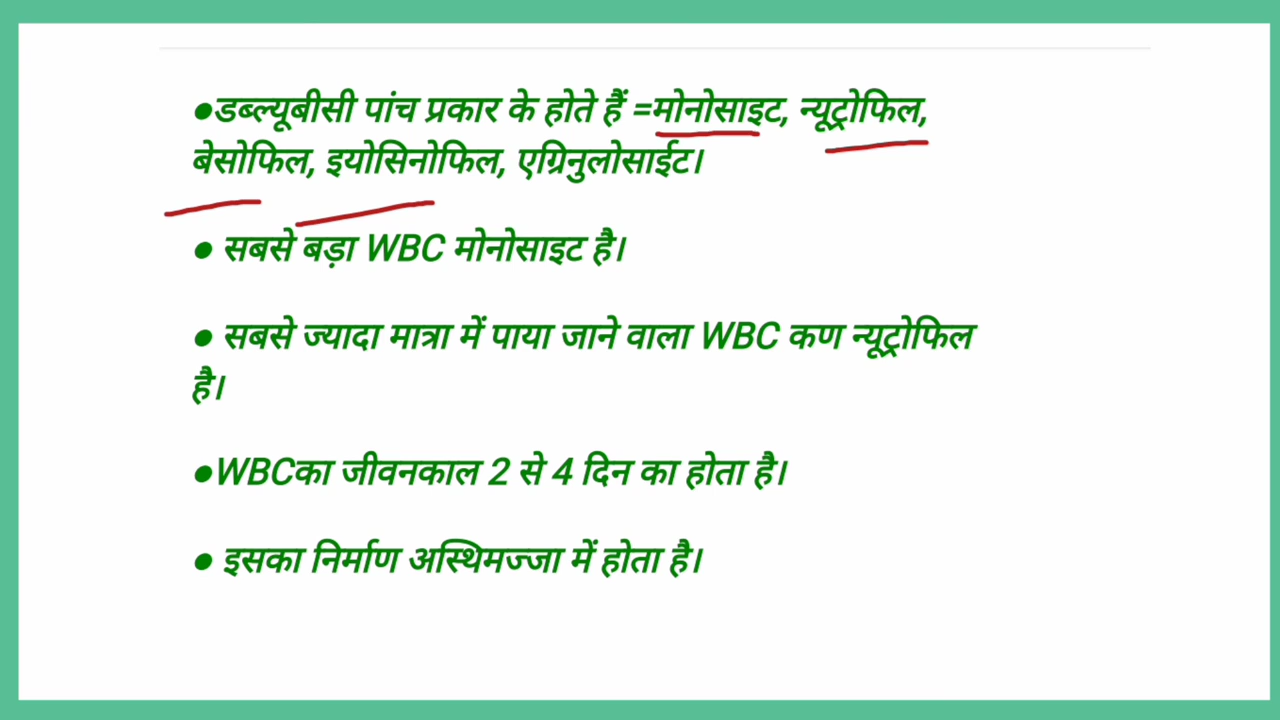 ●डब्ल्यूबीसी पांच प्रकार के होते हैं =मोनोसाइट, न्यूट्रोफिल,
बेसोफिल, इयोसिनोफिल, एग्रिनुलोसाईट।
● सबसे बड़ा WBC मोनोसाइट है।
● सबसे ज्यादा मात्रा में पाया जाने वाला WBC कण न्यूट्रोफिल
है।
●WBCका जीवनकाल 2 से 4 दिन का होता है।
● इसका निर्माण अस्थिमज्जा में होता है।